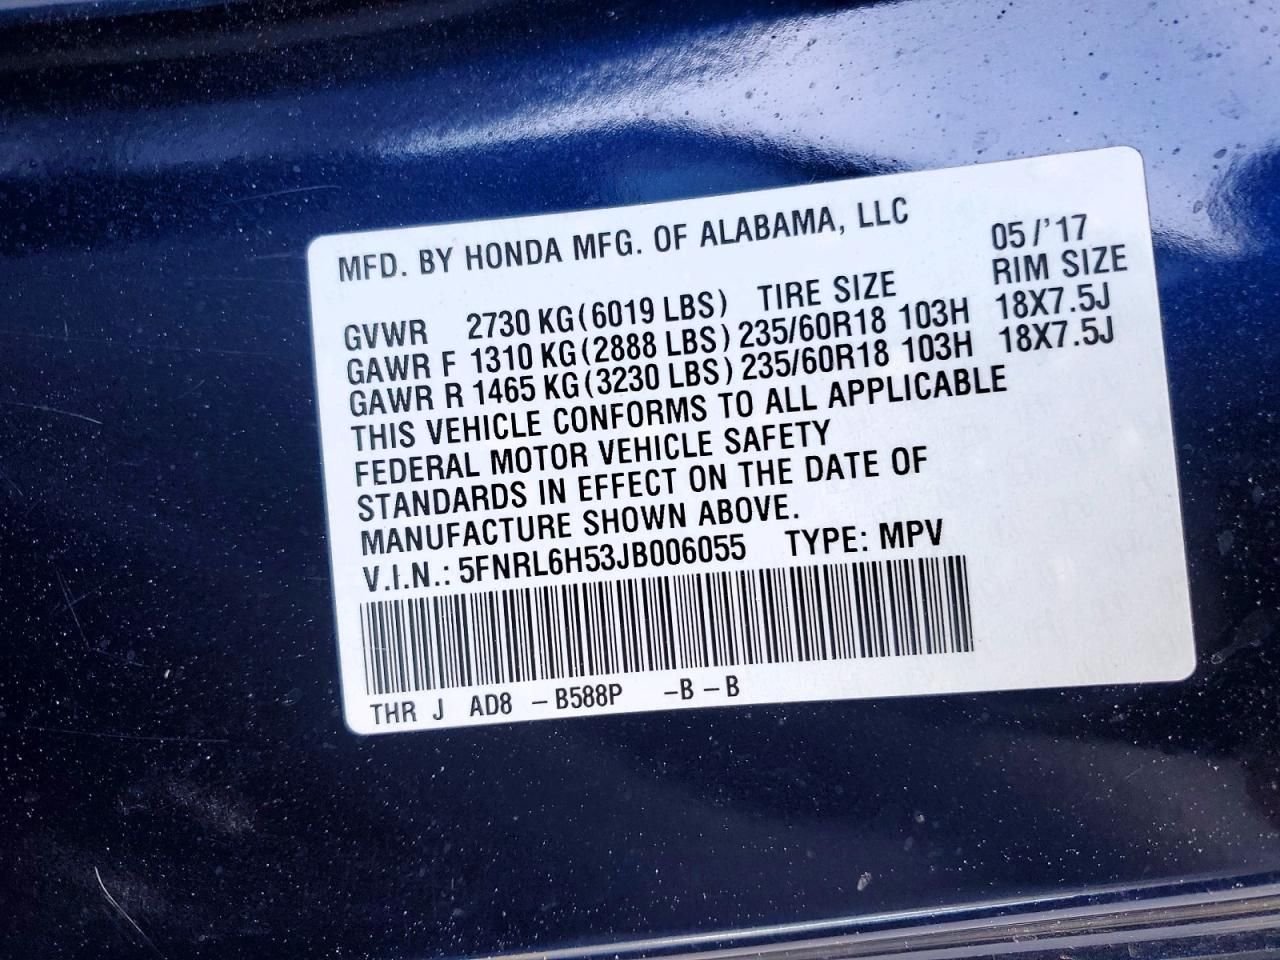 MFD. BY HONDA MFG. OF ALABAMA, LLC
05/'17
TIRE SIZE RIM SIZE
GVWR 2730 KG(6019 LBS)
GAWR F 1310 KG(2888 LBS) 235/60R18 103H 18X7.5J
GAWR R 1465 KG(3230 LBS) 235/60R18 103H 18X7.5J
THIS VEHICLE CONFORMS TO ALL APPLICABLE
FEDERAL MOTOR VEHICLE SAFETY
STANDARDS IN EFFECT ON THE DATE OF
MANUFACTURE SHOWN ABOVE.
V.I.N.: 5FNRL6H53JB006055 TYPE: MPV
THR J AD8 – B588P –B – B